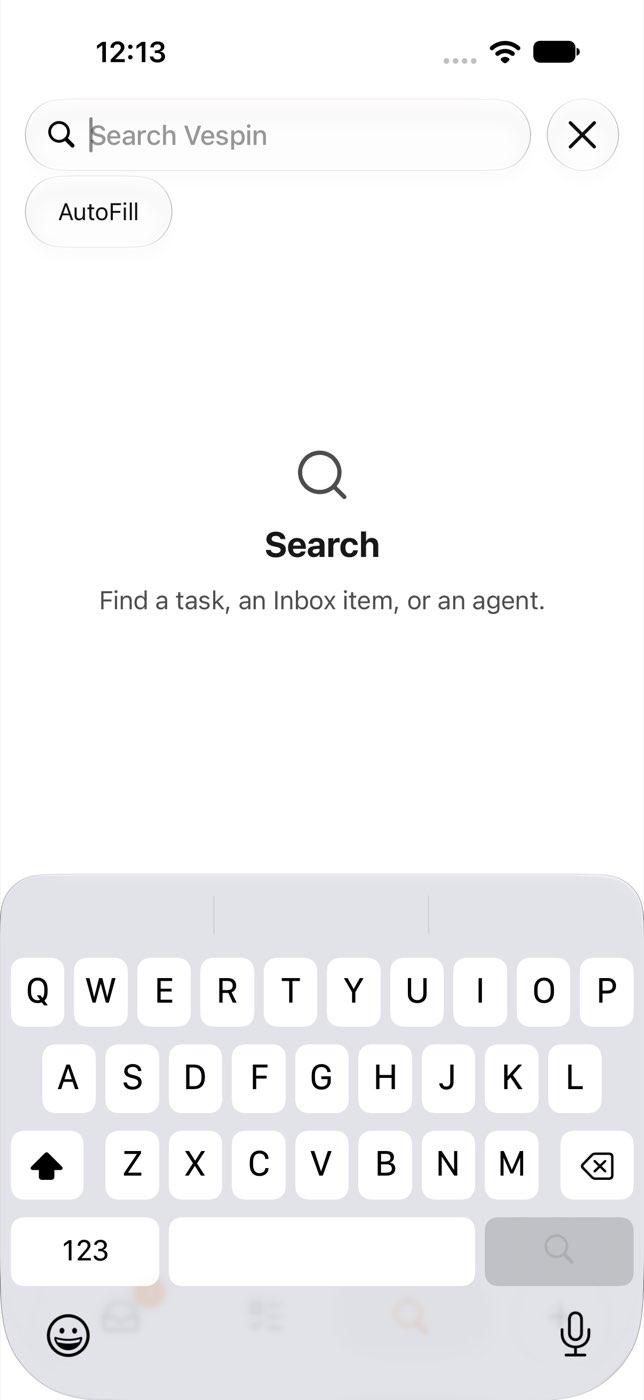 12:13
Search Vespin
AutoFill
Search
Find a task, an Inbox item, or an agent.
Q W E R T Y U I O P
A S D F G H J K L
Z X C V B N M
123